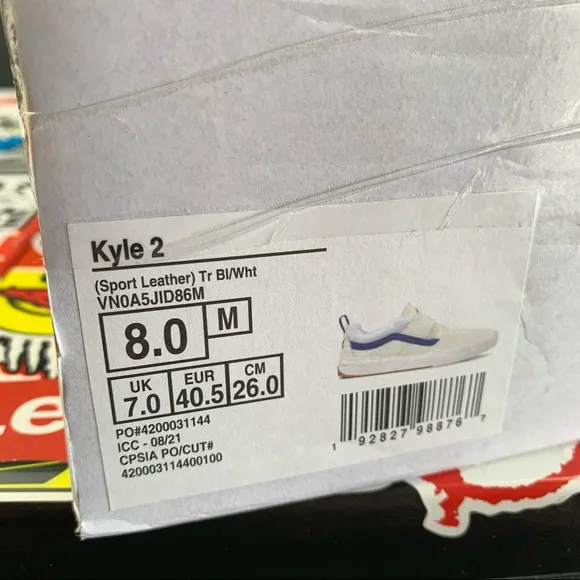 Kyle 2
(Sport Leather) Tr Bl/Wht
VN0A5JID86M
8.0 M
UK EUR CM
7.0 40.5 26.0
PO#4200031144
ICC - 08/21
CPSIA PO/CUT#
420003114400100
1 92827 98876 7